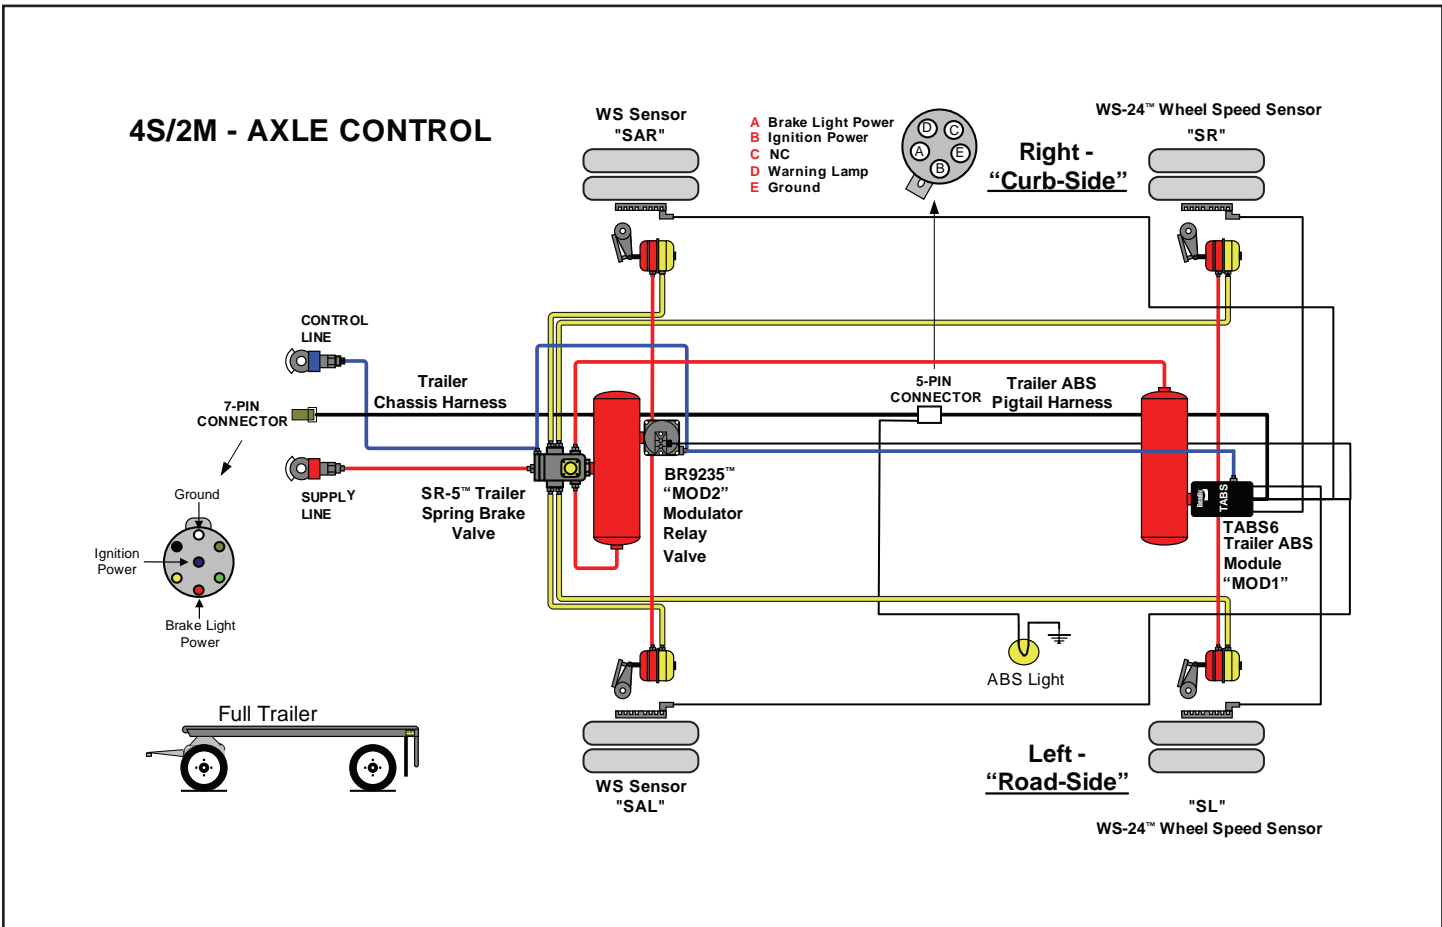 4S/2M - AXLE CONTROL
WS Sensor
"SAR"
A Brake Light Power
B Ignition Power
C NC
D Warning Lamp
E Ground
D
C
A
E
B
Right -
“Curb-Side”
WS-24™ Wheel Speed Sensor
"SR"
CONTROL
LINE
Trailer
Chassis Harness
7-PIN
CONNECTOR
5-PIN
CONNECTOR
Trailer ABS
Pigtail Harness
SUPPLY
LINE
SR-5™ Trailer
Spring Brake
Valve
BR9235™
“MOD2”
Modulator
Relay
Valve
Bendix
TABS
TABS6
Trailer ABS
Module
“MOD1”
Ground
Ignition
Power
Brake Light
Power
ABS Light
Full Trailer
WS Sensor
"SAL"
Left -
“Road-Side”
"SL"
WS-24™ Wheel Speed Sensor